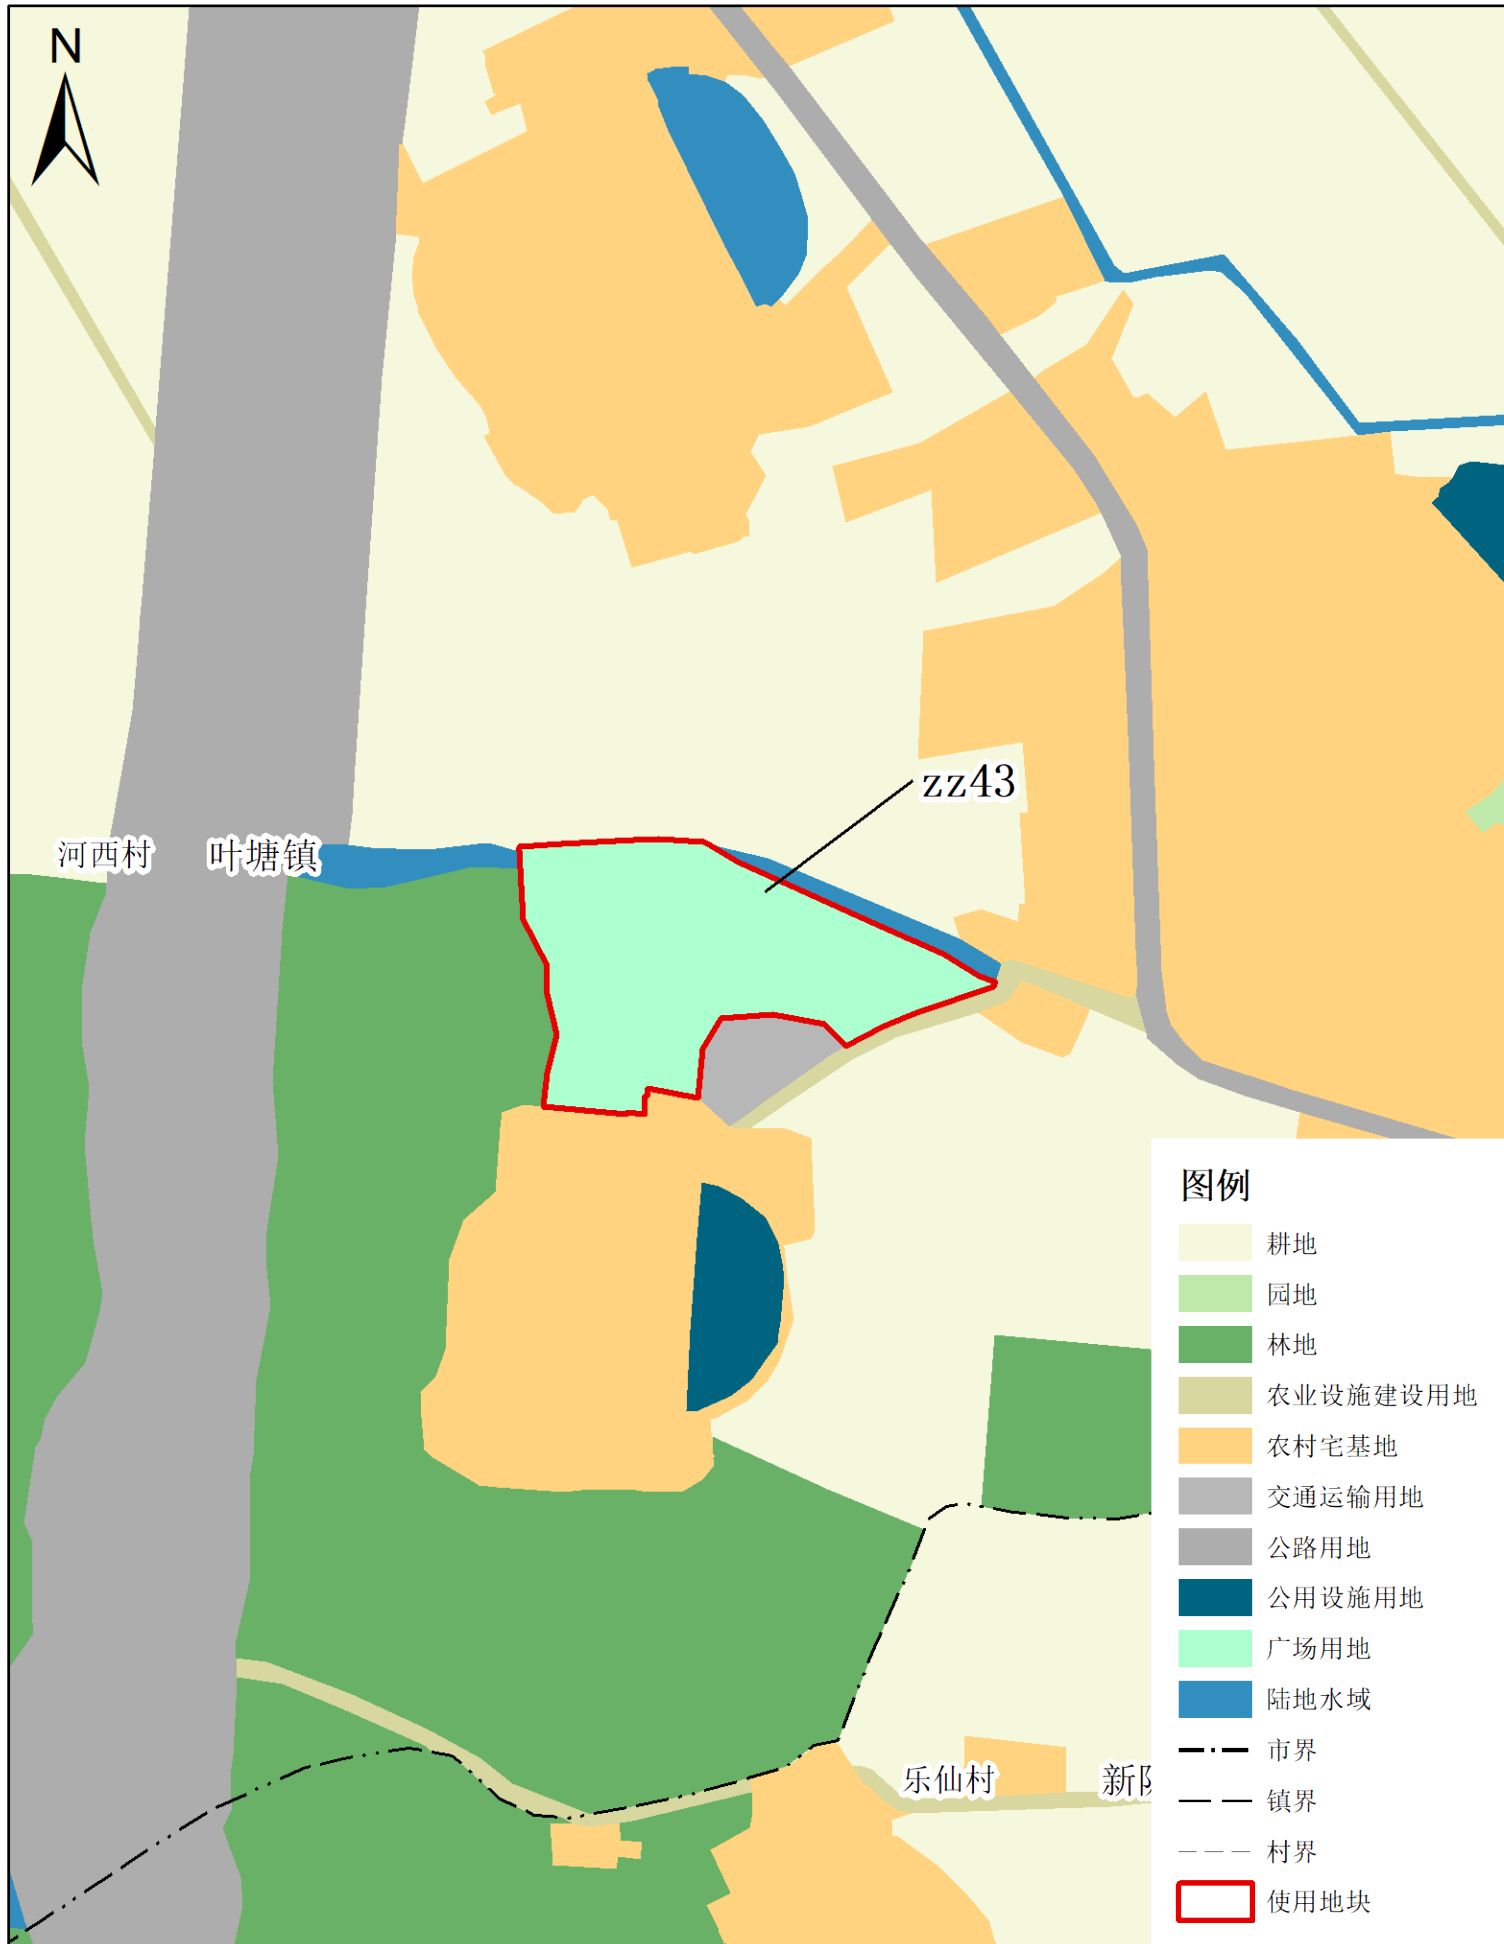 N
zz43
河西村
叶塘镇
图例
耕地
园地
林地
农业设施建设用地
农村宅基地
交通运输用地
公路用地
公用设施用地
广场用地
陆地水域
市界
镇界
村界
使用地块
乐仙村
新